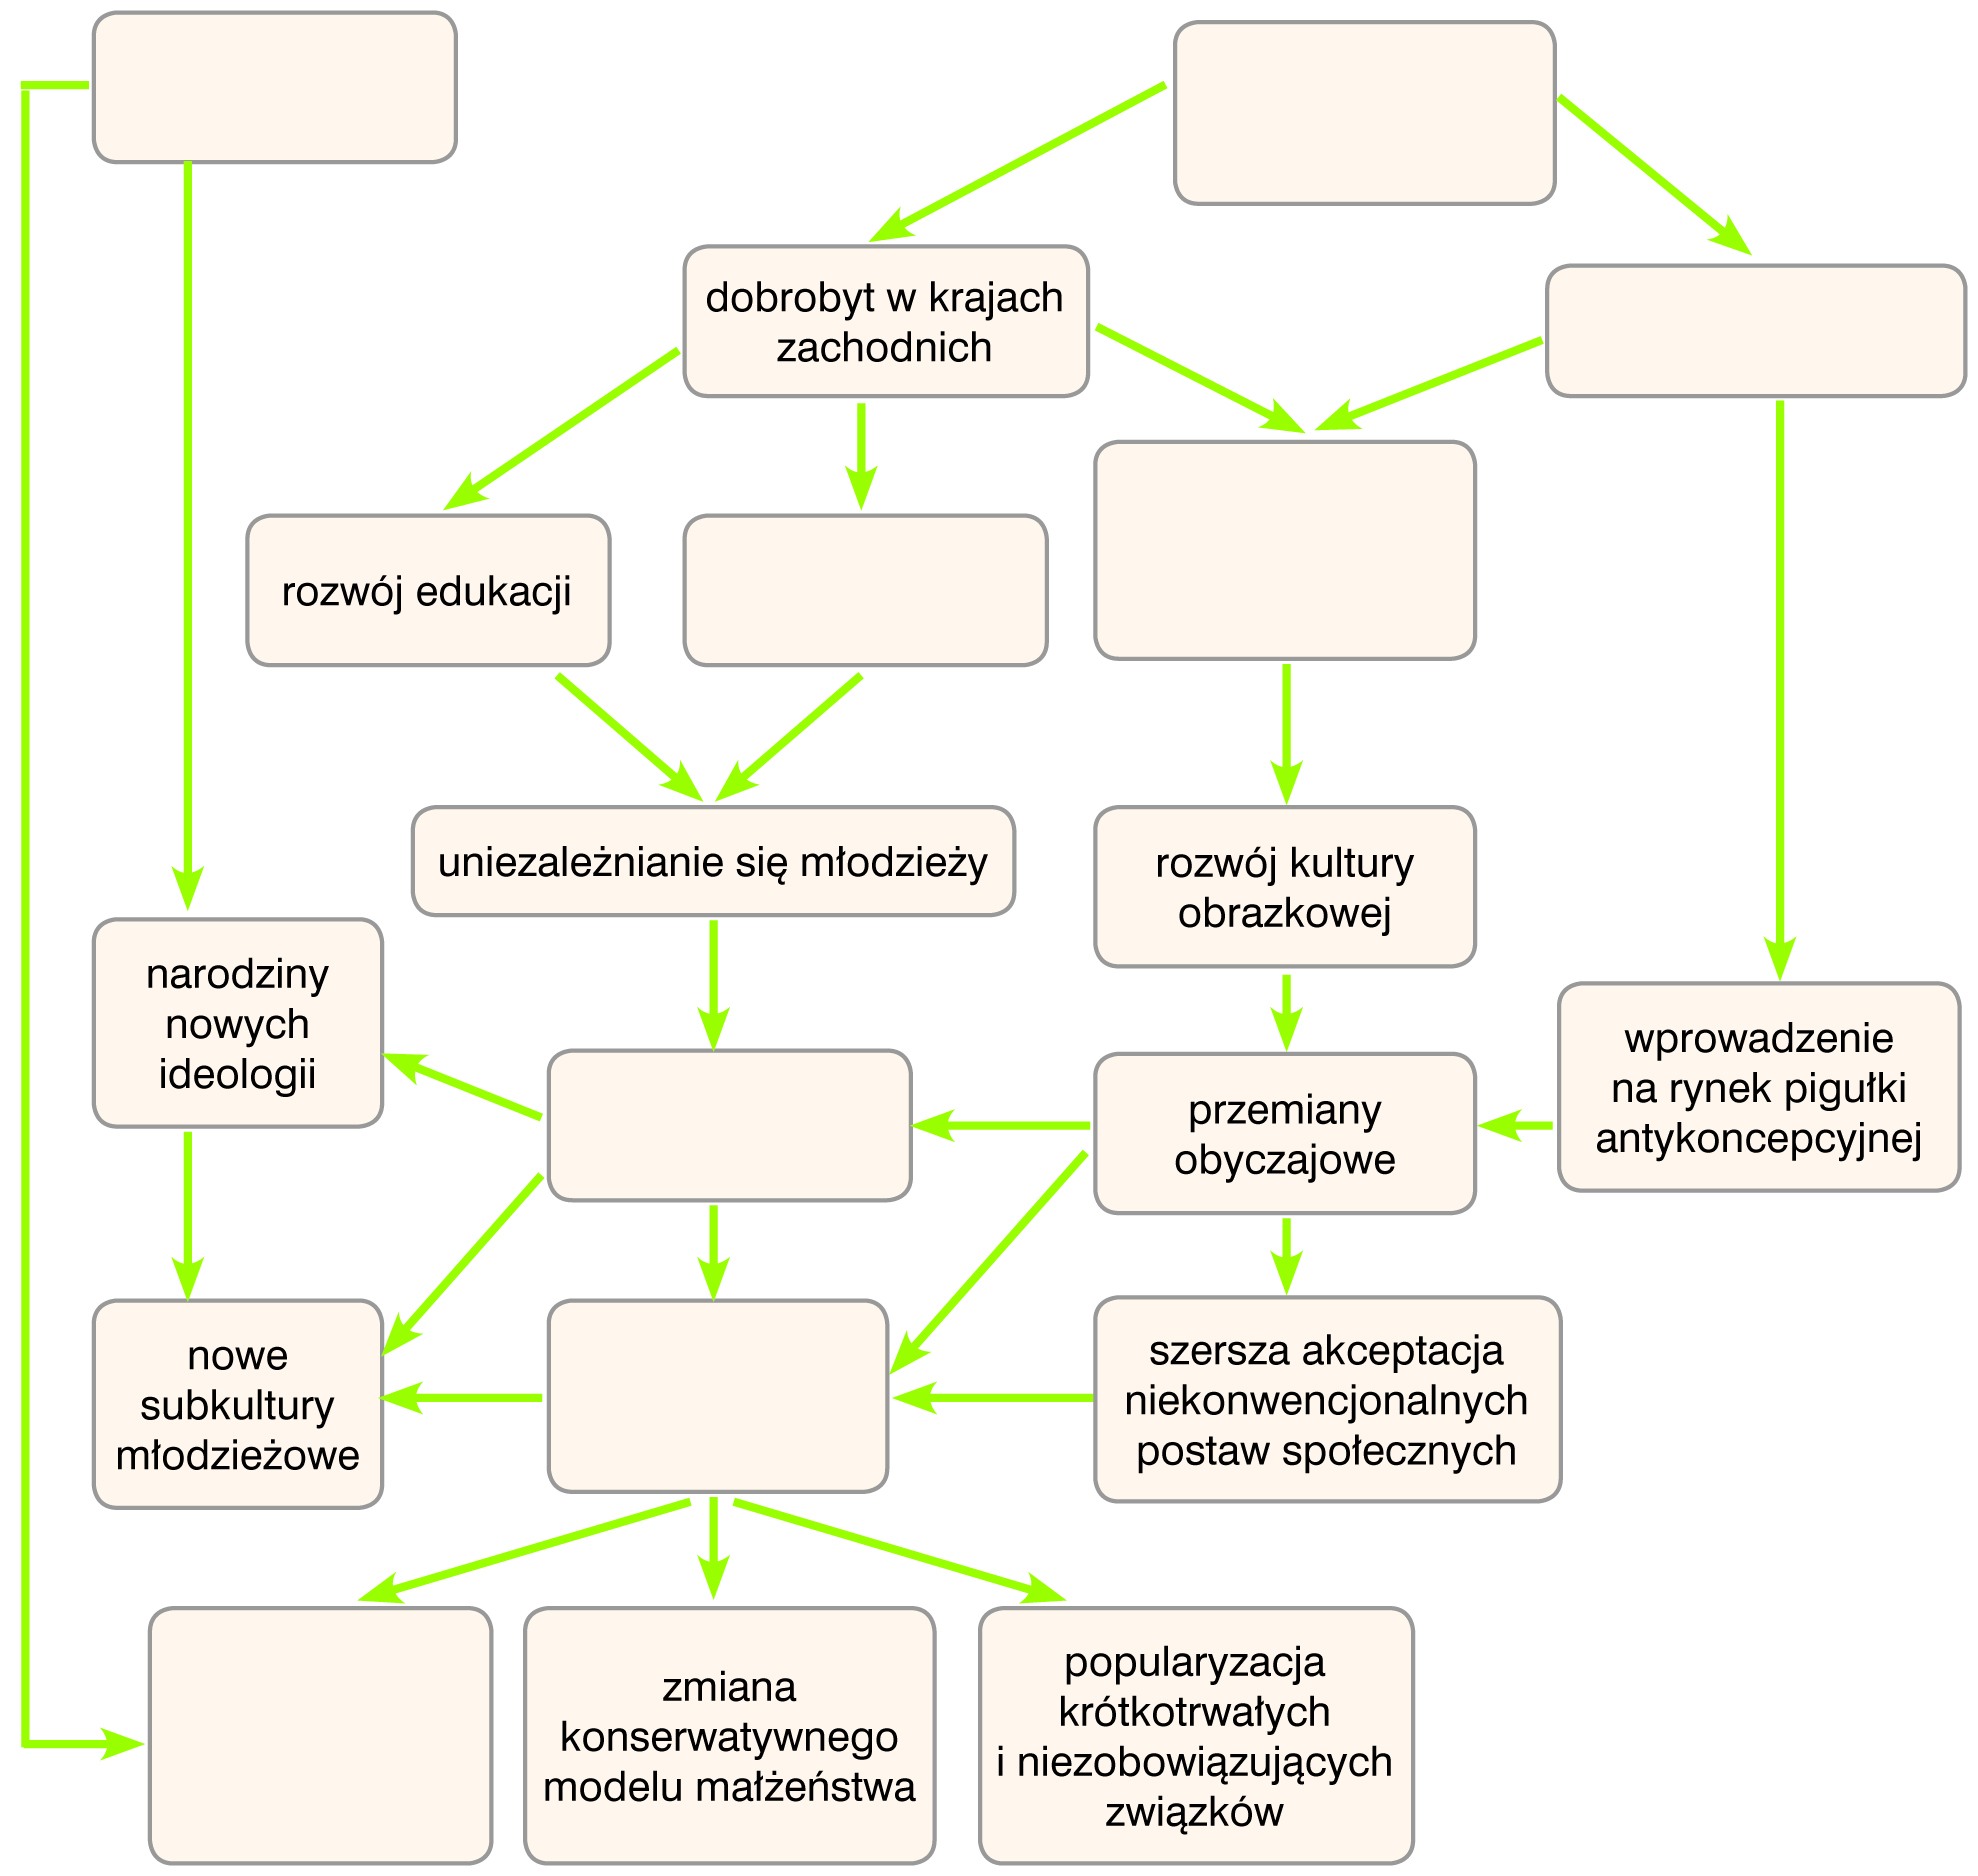 dobrobyt w krajach
zachodnich
rozwój edukacji
uniezależnianie się młodzieży
rozwój kultury
obrazkowej
narodziny
nowych
ideologii
wprowadzenie
na rynek pigułki
antykoncepcyjnej
przemiany
obyczajowe
nowe
subkultury
młodzieżowe
szersza akceptacja
niekonwencjonalnych
postaw społecznych
zmiana
konserwatywnego
modelu małżeństwa
popularyzacja
krótkotrwałych
i niezobowiązujących
związków